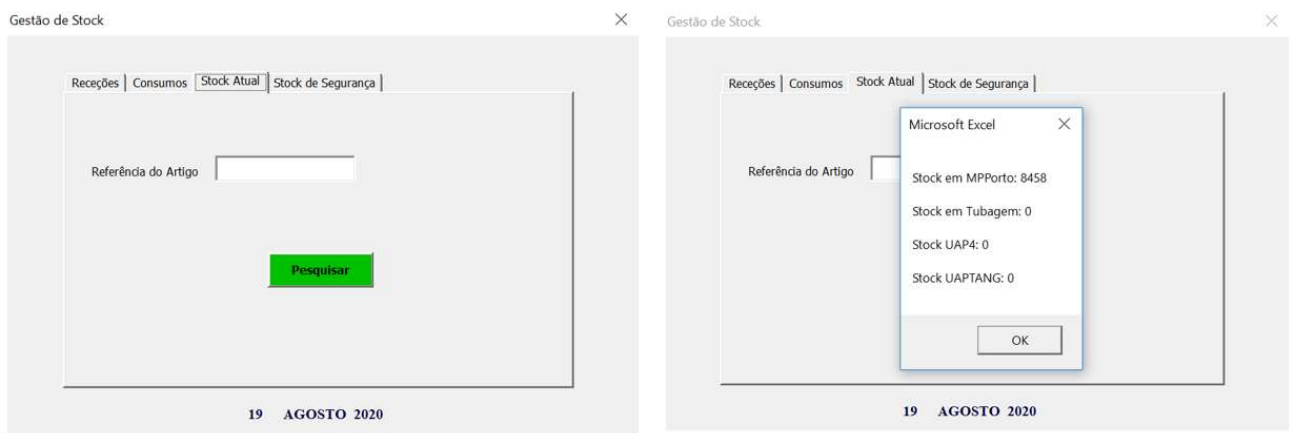 Gestão de Stock
Receções Consumos Stock Atual Stock de Segurança
Referência do Artigo
Pesquisar
19 AGOSTO 2020
Gestão de Stock
Receções Consumos Stock Atual Stock de Segurança
Referência do Artigo
Microsoft Excel
Stock em MPPorto: 8458
Stock em Tubagem: 0
Stock UAP4: 0
Stock UAPTANG: 0
OK
19 AGOSTO 2020